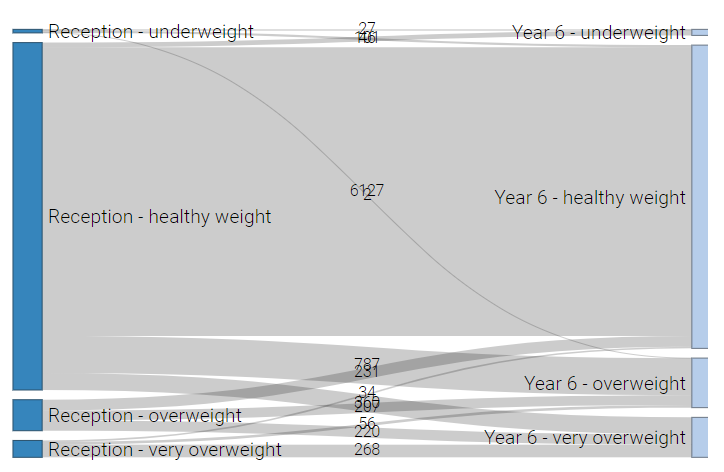 27
Reception - underweight
Year 6 - underweight
6127
2
Year 6 - healthy weight
Reception - healthy weight
787
231
Year 6 - overweight
34
Reception - overweight
56
220
Year 6 - very overweight
Reception - very overweight
268